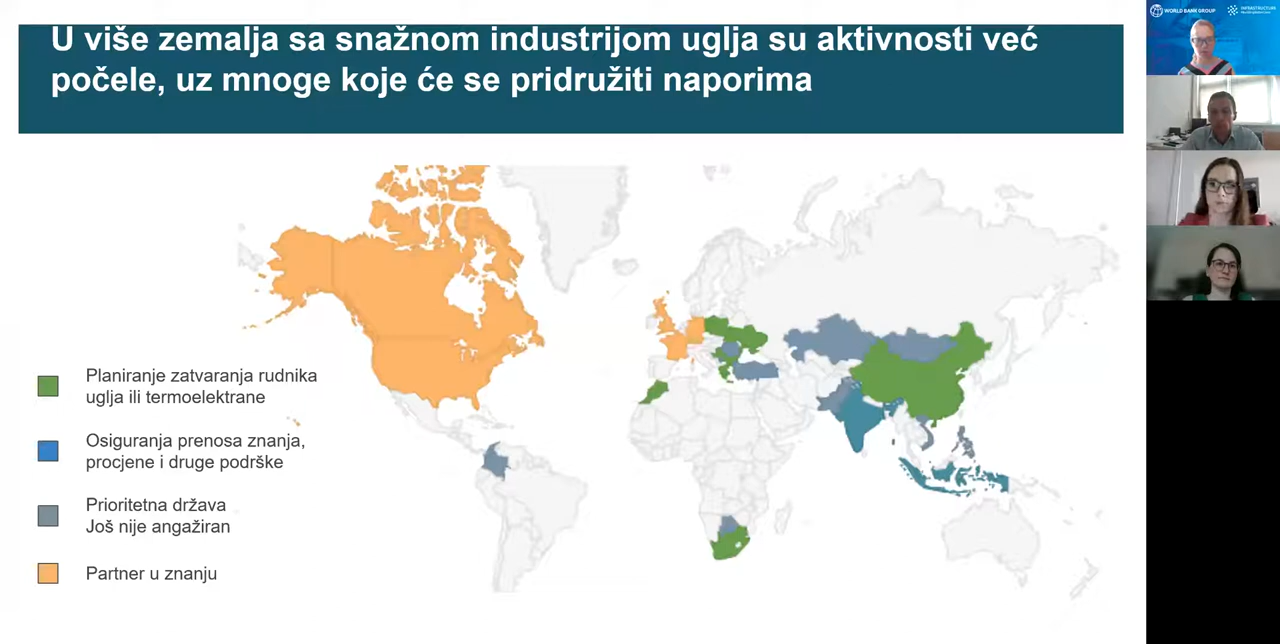 U više zemalja sa snažnom industrijom uglja su aktivnosti već
počele, uz mnoge koje će se pridružiti naporima
Planiranje zatvaranja rudnika
uglja ili termoelektrane
Osiguranja prenosa znanja,
procjene i druge podrške
Prioritetna država
Još nije angažiran
Partner u znanju
WORLD BANK GROUP
INFRASTRUCTURE